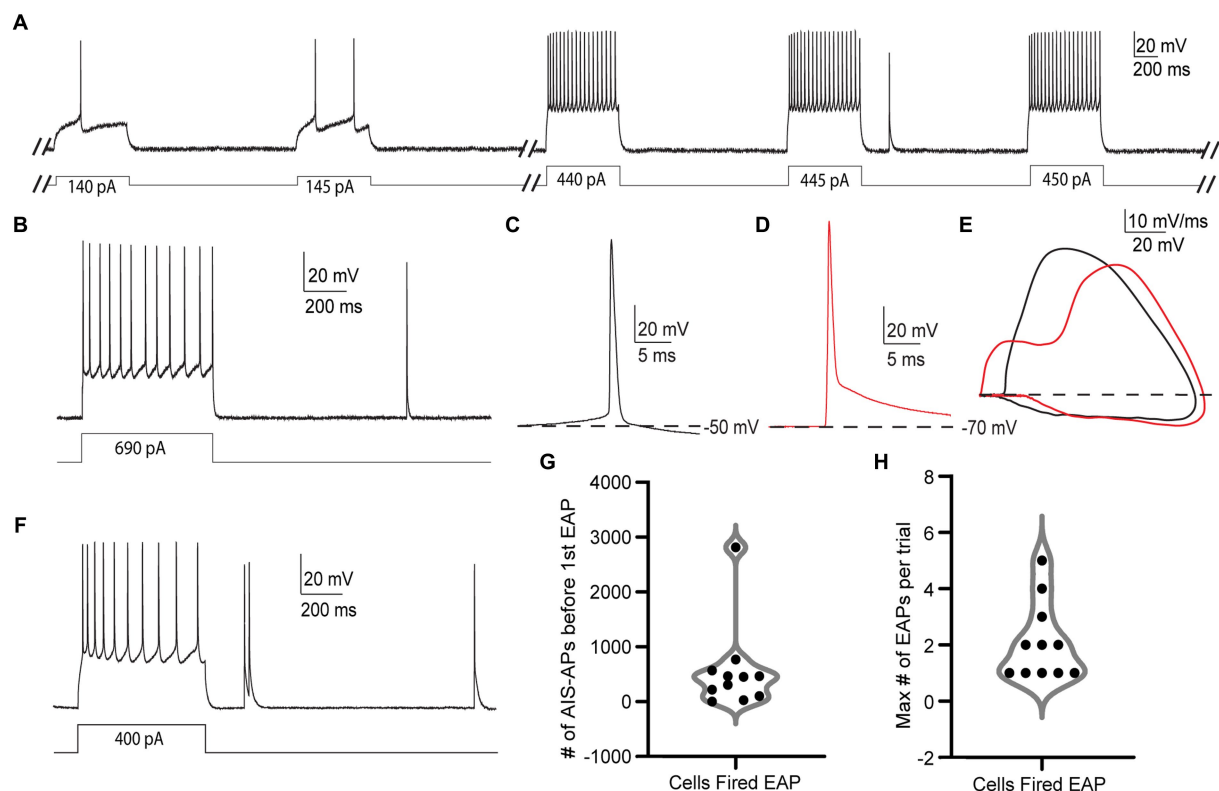 A
20 mV
200 ms
140 pA
145 pA
440 pA
445 pA
450 pA
B
20 mV
200 ms
690 pA
C
20 mV
5 ms
-50 mV
D
20 mV
5 ms
-70 mV
E
10 mV/ms
20 mV
F
20 mV
200 ms
400 pA
G
# of AIS-APs before 1st EAP
4000
3000
2000
1000
0
-1000
Cells Fired EAP
H
Max # of EAPs per trial
8
6
4
2
0
-2
Cells Fired EAP